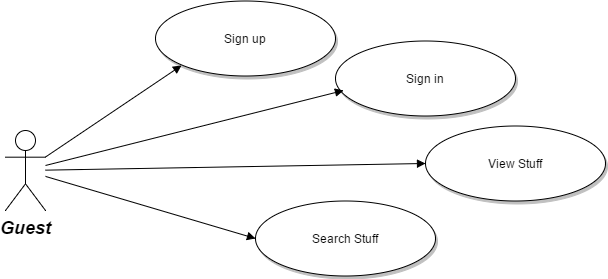 Sign up
Sign in
View Stuff
Guest
Search Stuff